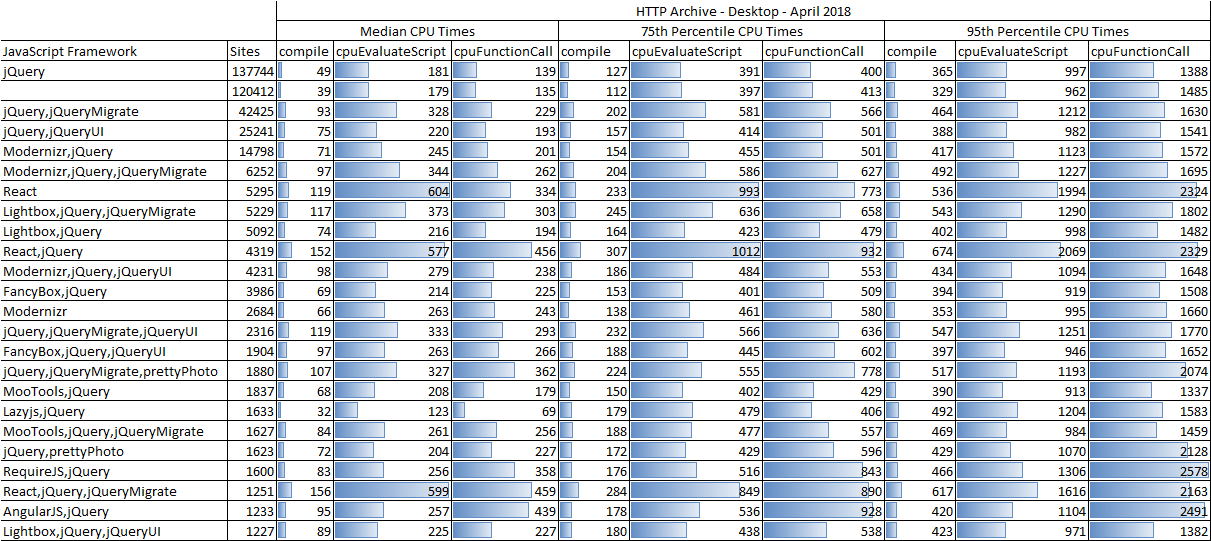 HTTP Archive - Desktop - April 2018
Median CPU Times 75th Percentile CPU Times 95th Percentile CPU Times
JavaScript Framework Sites compile cpuEvaluateScript cpuFunctionCall compile cpuEvaluateScript cpuFunctionCall compile cpuEvaluateScript cpuFunctionCall
jQuery 137744 49 181 139 127 391 400 365 997 1388
120412 39 179 135 112 397 413 329 962 1485
jQuery,jQueryMigrate 42425 93 328 229 202 581 566 464 1212 1630
jQuery,jQueryUI 25241 75 220 193 157 414 501 388 982 1541
Modernizr,jQuery 14798 71 245 201 154 455 501 417 1123 1572
Modernizr,jQuery,jQueryMigrate 6252 97 344 262 204 586 627 492 1227 1695
React 5295 119 604 334 233 993 773 536 1994 2324
Lightbox,jQuery,jQueryMigrate 5229 117 373 303 245 636 658 543 1290 1802
Lightbox,jQuery 5092 74 216 194 164 423 479 402 998 1482
React,jQuery 4319 152 577 456 307 1012 932 674 2069 2329
Modernizr,jQuery,jQueryUI 4231 98 279 238 186 484 553 434 1094 1648
FancyBox,jQuery 3986 69 214 225 153 401 509 394 919 1508
Modernizr 2684 66 263 243 138 461 580 353 995 1660
jQuery,jQueryMigrate,jQueryUI 2316 119 333 293 232 566 636 547 1251 1770
FancyBox,jQuery,jQueryUI 1904 97 263 266 188 445 602 397 946 1652
jQuery,jQueryMigrate,prettyPhoto 1880 107 327 362 224 555 778 517 1193 2074
MooTools,jQuery 1837 68 208 179 150 402 429 390 913 1337
Lazyjs,jQuery 1633 32 123 69 179 479 406 492 1204 1583
MooTools,jQuery,jQueryMigrate 1627 84 261 256 188 477 557 469 984 1459
jQuery,prettyPhoto 1623 72 204 227 172 429 596 429 1070 2128
RequireJS,jQuery 1600 83 256 358 176 516 843 466 1306 2578
React,jQuery,jQueryMigrate 1251 156 599 459 284 849 890 617 1616 2163
AngularJS,jQuery 1233 95 257 439 178 536 928 420 1104 2491
Lightbox,jQuery,jQueryUI 1227 89 225 227 180 438 538 423 971 1382